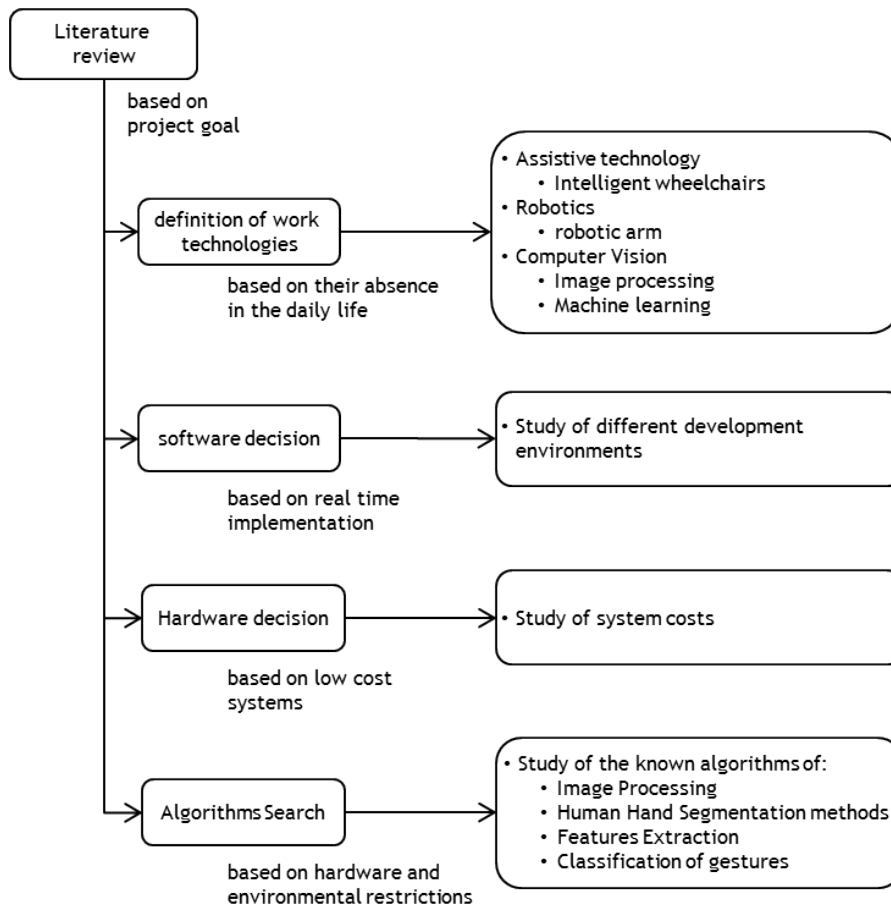 Literature
review
based on
project goal
definition of work
technologies
based on their absence
in the daily life
• Assistive technology
• Intelligent wheelchairs
• Robotics
• robotic arm
• Computer Vision
• Image processing
• Machine learning
software decision
based on real time
implementation
• Study of different development
environments
Hardware decision
based on low cost
systems
• Study of system costs
Algorithms Search
based on hardware and
environmental restrictions
• Study of the known algorithms of:
• Image Processing
• Human Hand Segmentation methods
• Features Extraction
• Classification of gestures